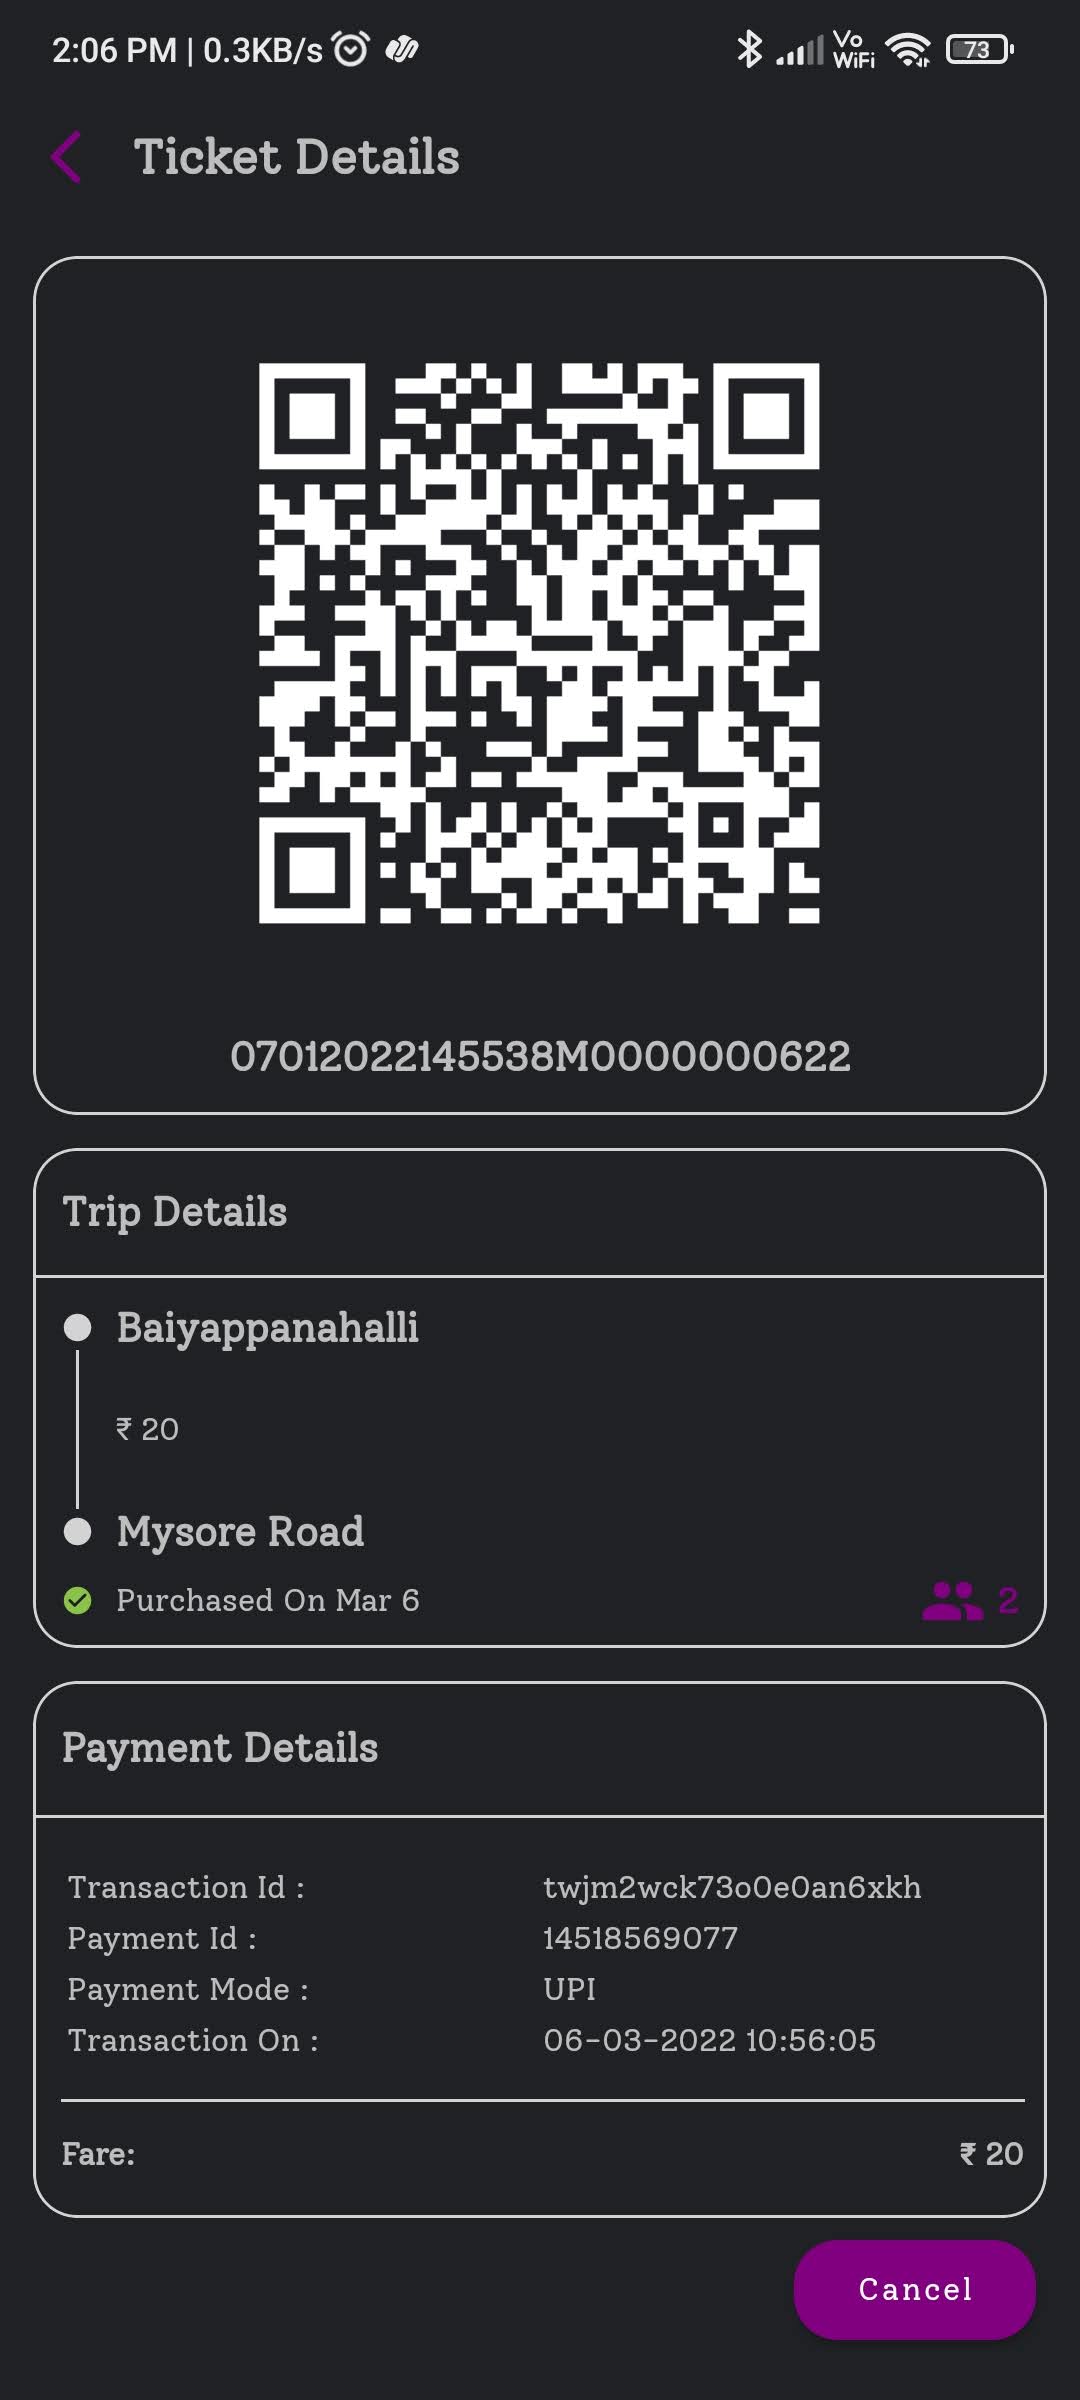 2:06 PM | 0.3KB/s Vo WiFi 73
Ticket Details
07012022145538M0000000622
Trip Details
Baiyappanahalli
₹ 20
Mysore Road
Purchased On Mar 6 2
Payment Details
Transaction Id : twjm2wck73o0e0an6xkh
Payment Id : 14518569077
Payment Mode : UPI
Transaction On : 06-03-2022 10:56:05
Fare: ₹ 20
Cancel